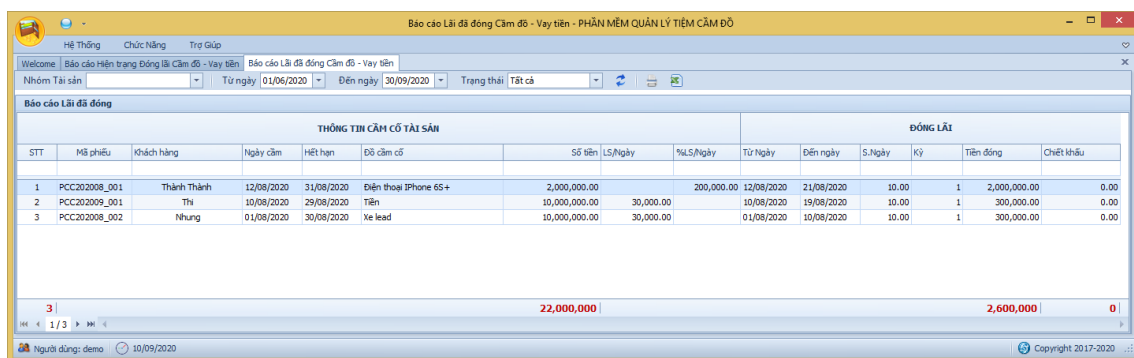 Báo cáo Lãi đã đóng Cầm đồ - Vay tiền - PHẦN MỀM QUẢN LÝ TIỆM CẦM ĐỒ
Hệ Thống Chức Năng Trợ Giúp
Welcome Báo cáo Hiện trạng Đóng lãi Cầm đồ - Vay tiền Báo cáo Lãi đã đóng Cầm đồ - Vay tiền
Nhóm Tài sản Từ ngày 01/06/2020 Đến ngày 30/09/2020 Trạng thái Tất cả
Báo cáo Lãi đã đóng
THÔNG TIN CẦM CỐ TÀI SẢN ĐÓNG LÃI
STT Mã phiếu Khách hàng Ngày cầm Hết hạn Đồ cầm cố Số tiền LS/Ngày %LS/Ngày Từ Ngày Đến ngày S.Ngày Kỳ Tiền đóng Chiết khấu
1 PCC202008_001 Thành Thành 12/08/2020 31/08/2020 Điện thoại IPhone 6S+ 2,000,000.00 200,000.00 12/08/2020 21/08/2020 10.00 1 2,000,000.00 0.00
2 PCC202009_001 Thi 10/08/2020 29/08/2020 Tiền 10,000,000.00 30,000.00 10/08/2020 19/08/2020 10.00 1 300,000.00 0.00
3 PCC202008_002 Nhung 01/08/2020 30/08/2020 Xe lead 10,000,000.00 30,000.00 01/08/2020 10/08/2020 10.00 1 300,000.00 0.00
3 22,000,000 2,600,000 0
1 / 3
Người dùng: demo 10/09/2020 Copyright 2017-2020